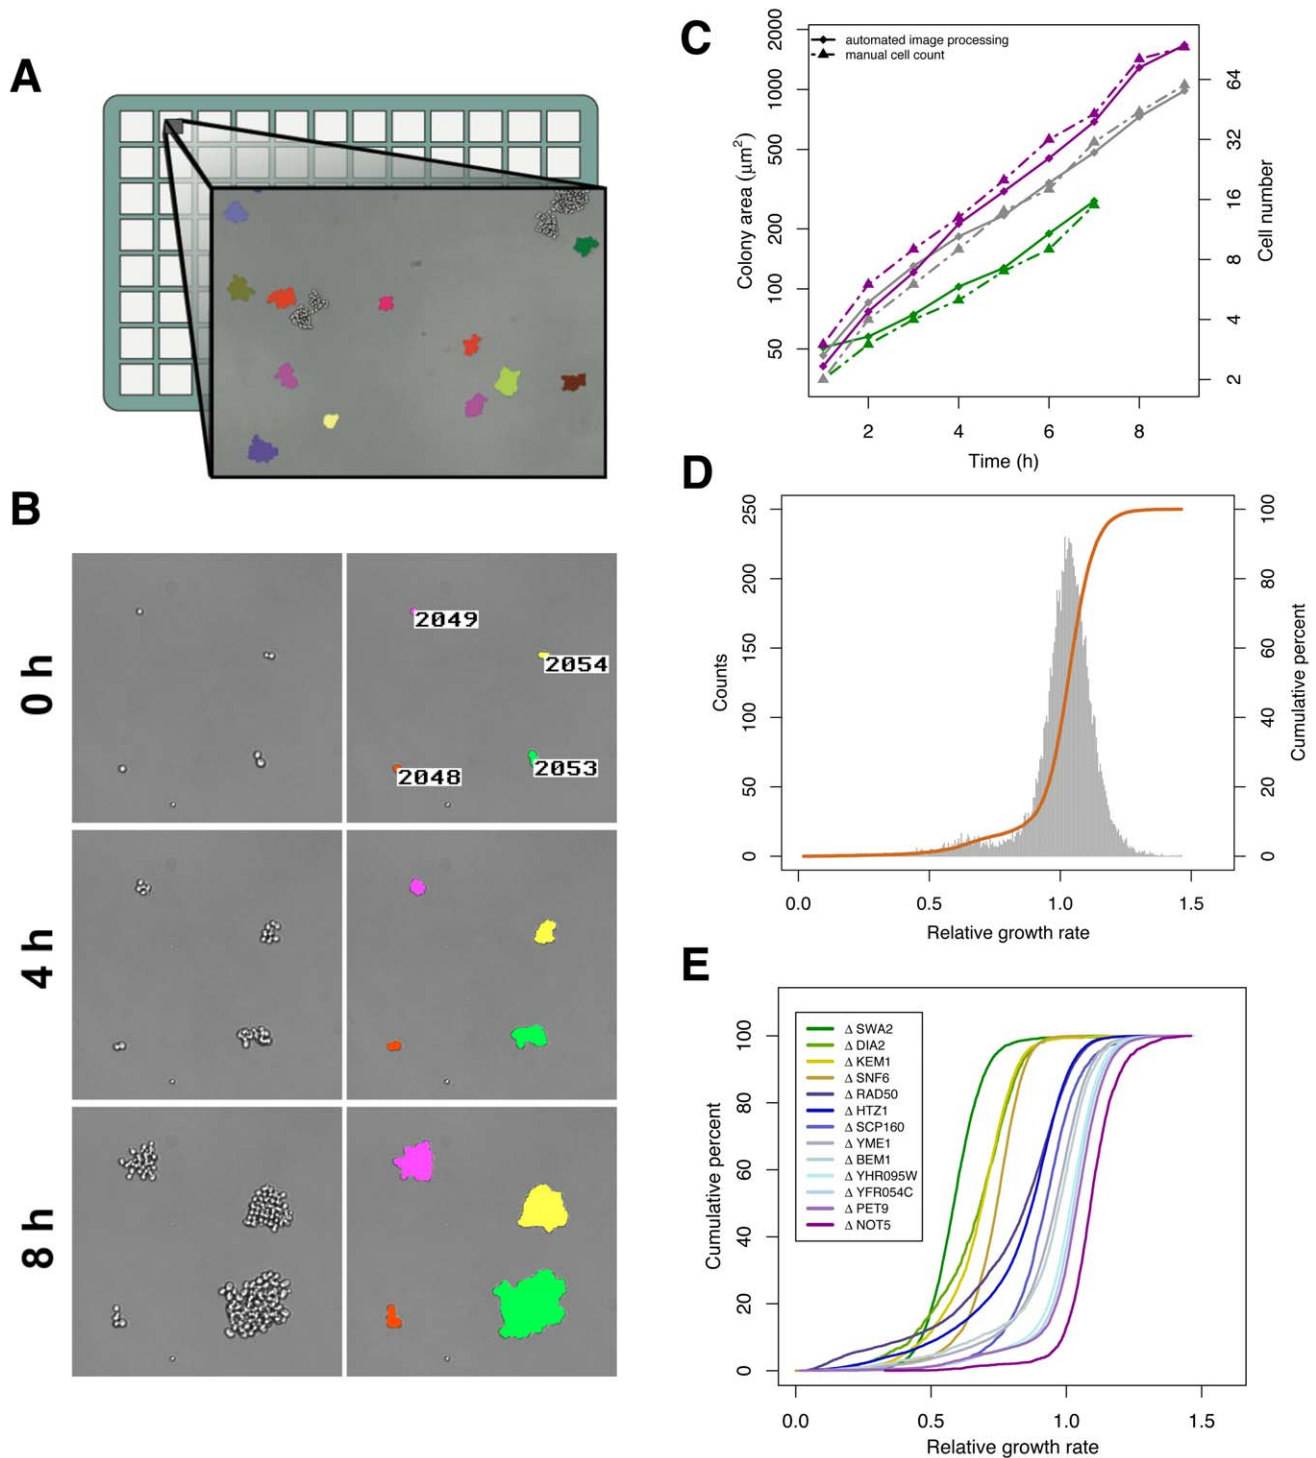 A
B
0 h
2049
2054
2048
2053
4 h
8 h
C
automated image processing
manual cell count
Colony area (μm²)
2000
1000
500
200
100
50
Cell number
64
32
16
8
4
2
2 4 6 8
Time (h)
D
Counts
250
200
150
100
50
0
Cumulative percent
100
80
60
40
20
0
0.0 0.5 1.0 1.5
Relative growth rate
E
Δ SWA2
Δ DIA2
Δ KEM1
Δ SNF6
Δ RAD50
Δ HTZ1
Δ SCP160
Δ YME1
Δ BEM1
Δ YHR095W
Δ YFR054C
Δ PET9
Δ NOT5
Cumulative percent
100
80
60
40
20
0
0.0 0.5 1.0 1.5
Relative growth rate